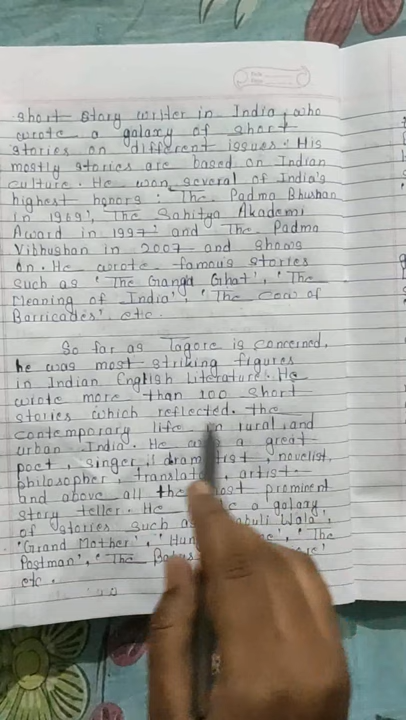 short story writer in India, who
wrote a galaxy of short
stories on different issues. His
mostly stories are based on Indian
culture. He won several of India's
highest honors: The Padma Bhushan
in 1969', The Sahitya Akademi
Award in 1997' and The Padma
Vibhushan in 2007 and shows
on. He wrote famous stories
such as 'The Ganga Ghat', 'The
Meaning of India', 'The Cow of
Barricades' etc.
So far as Tagore is concerned,
he was most striking figures
in Indian English Literature. He
wrote more than 100 short
stories which reflected the
contemporary life in rural and
urban India. He a great
poet, singer, dramatist, novelist,
philosopher, translator, artist
and above all the most prominent
story teller. He a galaxy
of stories such as Wala',
'Grand Mother', 'The
Postman', 'The
etc.